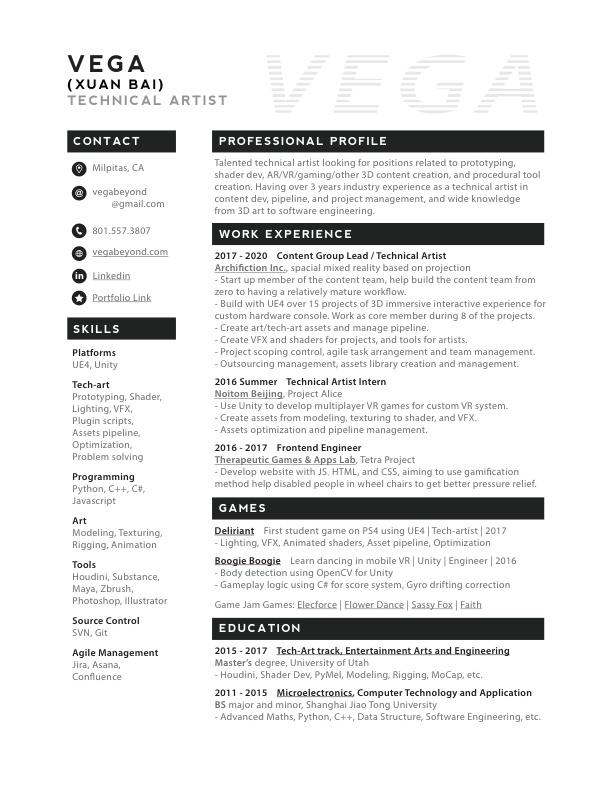 VEGA
(XUAN BAI)
TECHNICAL ARTIST
VEGA
CONTACT
Milpitas, CA
vegabeyond
@gmail.com
801.557.3807
vegabeyond.com
Linkedin
Portfolio Link
SKILLS
Platforms
UE4, Unity
Tech-art
Prototyping, Shader,
Lighting, VFX,
Plugin scripts,
Assets pipeline,
Optimization,
Problem solving
Programming
Python, C++, C#,
Javascript
Art
Modeling, Texturing,
Rigging, Animation
Tools
Houdini, Substance,
Maya, Zbrush,
Photoshop, Illustrator
Source Control
SVN, Git
Agile Management
Jira, Asana,
Confluence
PROFESSIONAL PROFILE
Talented technical artist looking for positions related to prototyping,
shader dev, AR/VR/gaming/other 3D content creation, and procedural tool
creation. Having over 3 years industry experience as a technical artist in
content dev, pipeline, and project management, and wide knowledge
from 3D art to software engineering.
WORK EXPERIENCE
2017 - 2020 Content Group Lead / Technical Artist
Archifiction Inc., spacial mixed reality based on projection
- Start up member of the content team, help build the content team from
zero to having a relatively mature workflow.
- Build with UE4 over 15 projects of 3D immersive interactive experience for
custom hardware console. Work as core member during 8 of the projects.
- Create art/tech-art assets and manage pipeline.
- Create VFX and shaders for projects, and tools for artists.
- Project scoping control, agile task arrangement and team management.
- Outsourcing management, assets library creation and management.
2016 Summer Technical Artist Intern
Noitom Beijing, Project Alice
- Use Unity to develop multiplayer VR games for custom VR system.
- Create assets from modeling, texturing to shader, and VFX.
- Assets optimization and pipeline management.
2016 - 2017 Frontend Engineer
Therapeutic Games & Apps Lab, Tetra Project
- Develop website with JS. HTML, and CSS, aiming to use gamification
method help disabled people in wheel chairs to get better pressure relief.
GAMES
Deliriant First student game on PS4 using UE4 | Tech-artist | 2017
- Lighting, VFX, Animated shaders, Asset pipeline, Optimization
Boogie Boogie Learn dancing in mobile VR | Unity | Engineer | 2016
- Body detection using OpenCV for Unity
- Gameplay logic using C# for score system, Gyro drifting correction
Game Jam Games: Elecforce | Flower Dance | Sassy Fox | Faith
EDUCATION
2015 - 2017 Tech-Art track, Entertainment Arts and Engineering
Master's degree, University of Utah
- Houdini, Shader Dev, PyMel, Modeling, Rigging, MoCap, etc.
2011 - 2015 Microelectronics, Computer Technology and Application
BS major and minor, Shanghai Jiao Tong University
- Advanced Maths, Python, C++, Data Structure, Software Engineering, etc.